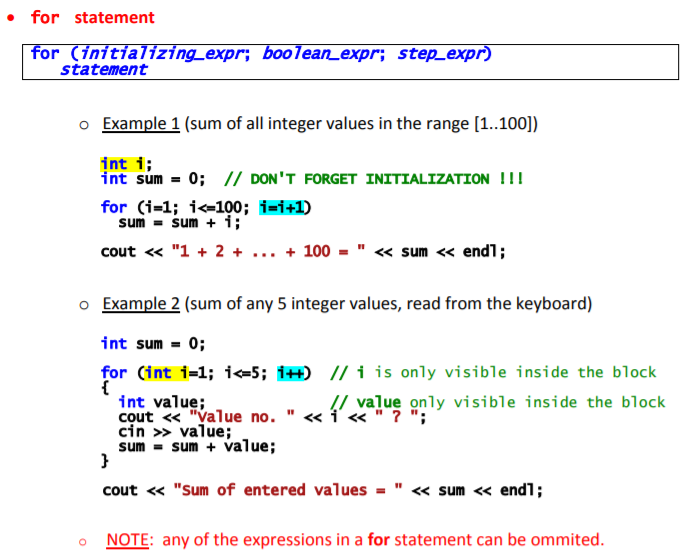 • for statement
for (initializing_expr; boolean_expr; step_expr)
statement
o Example 1 (sum of all integer values in the range [1..100])
int i;
int sum = 0; // DON'T FORGET INITIALIZATION !!!
for (i=1; i<=100; i=i+1)
sum = sum + i;
cout << "1 + 2 + ... + 100 = " << sum << endl;
o Example 2 (sum of any 5 integer values, read from the keyboard)
int sum = 0;
for (int i=1; i<=5; i++) // i is only visible inside the block
{
int value; // value only visible inside the block
cout << "Value no. " << i << " ? ";
cin >> value;
sum = sum + value;
}
cout << "Sum of entered values = " << sum << endl;
o NOTE: any of the expressions in a for statement can be ommited.